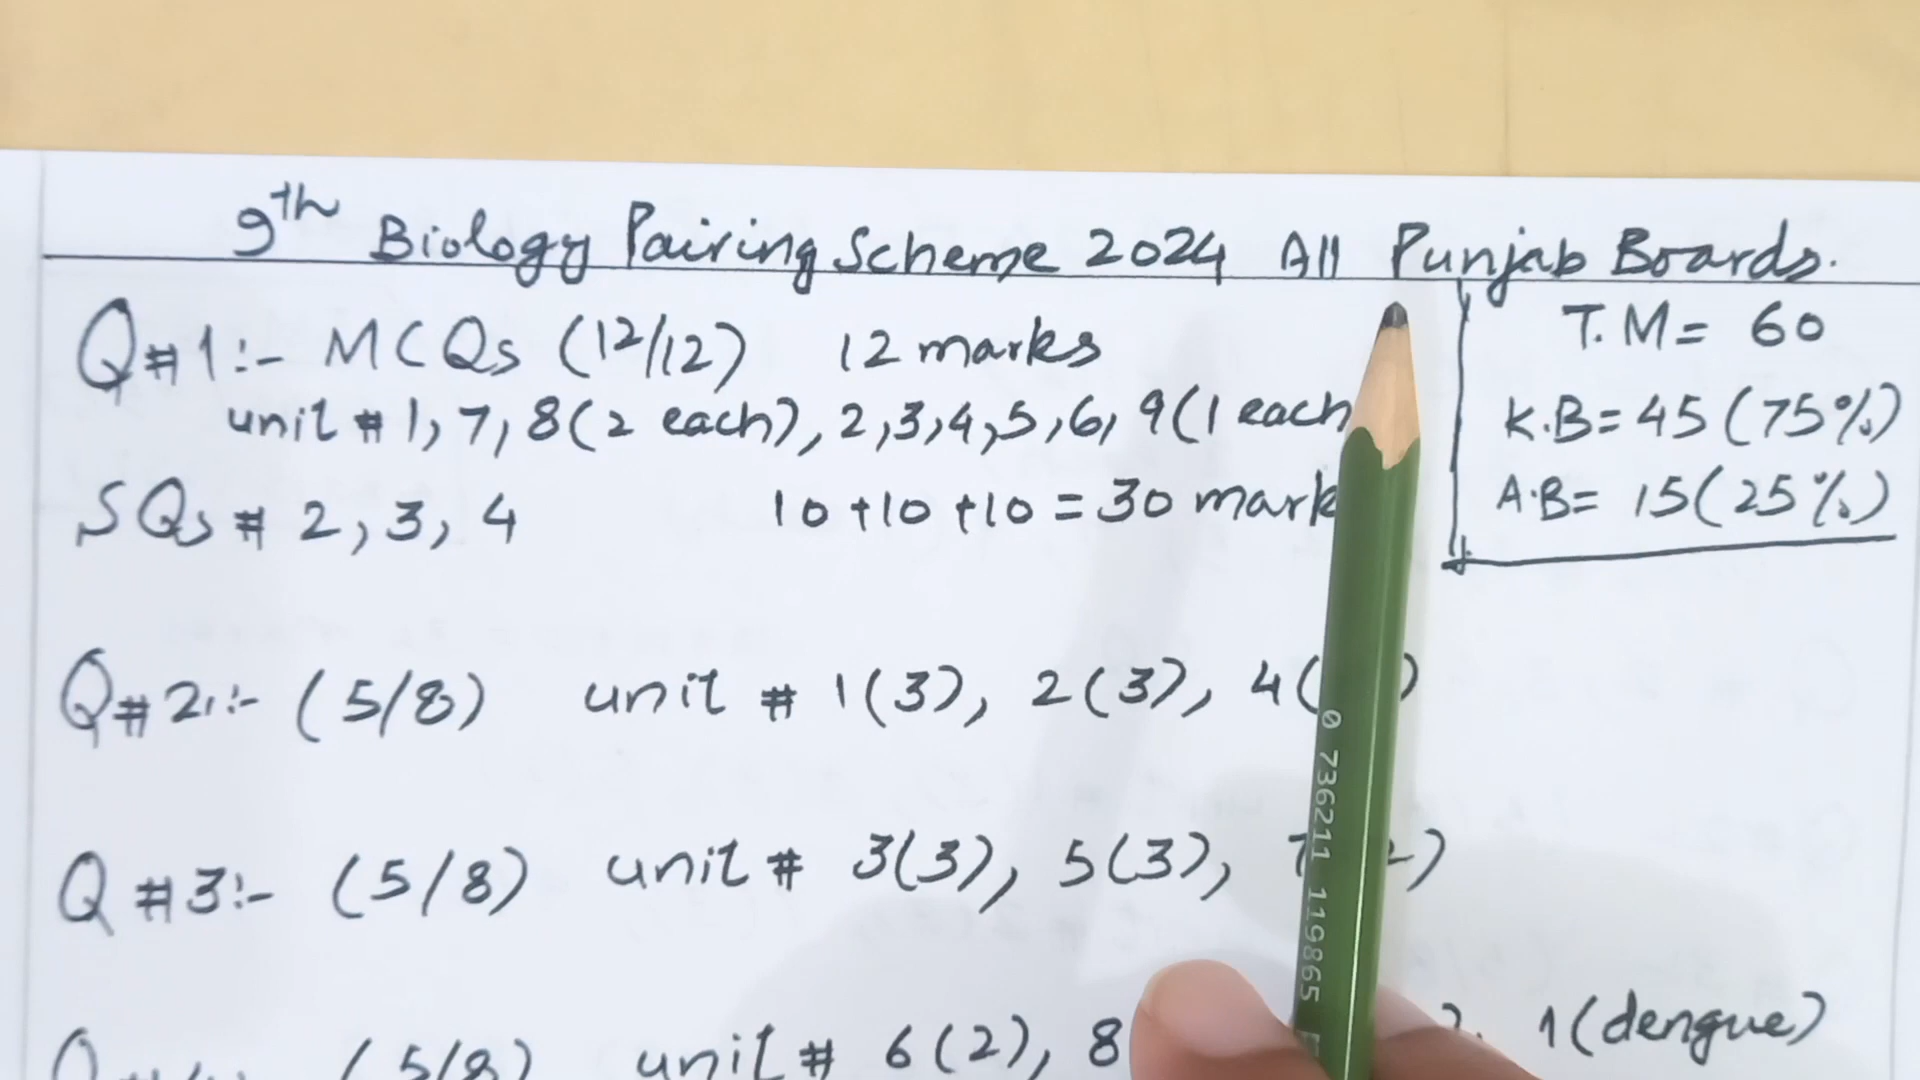 9th Biology Pairing Scheme 2024 All Punjab Boards.
Q#1:- MCQs (12/12) 12 marks
unit # 1, 7, 8(2 each), 2,3,4,5,6, 9(1 each
SQs # 2, 3, 4 10+10+10 = 30 mark
T.M= 60
K.B= 45 (75%)
A.B= 15(25%)
Q#2:- (5/8) unit # 1(3), 2(3), 4( )
Q#3:- (5/8) unit # 3(3), 5(3), 2)
(5/8) unit # 6(2), 8 1(dengue)
0 736211 119865